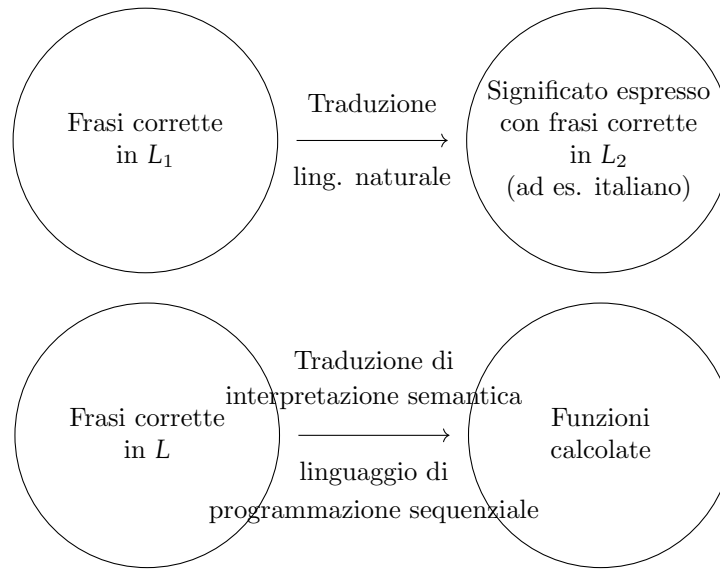 Frasi corrette
in L₁
Traduzione
ling. naturale
Significato espresso
con frasi corrette
in L₂
(ad es. italiano)
Frasi corrette
in L
Traduzione di
interpretazione semantica
linguaggio di
programmazione sequenziale
Funzioni
calcolate